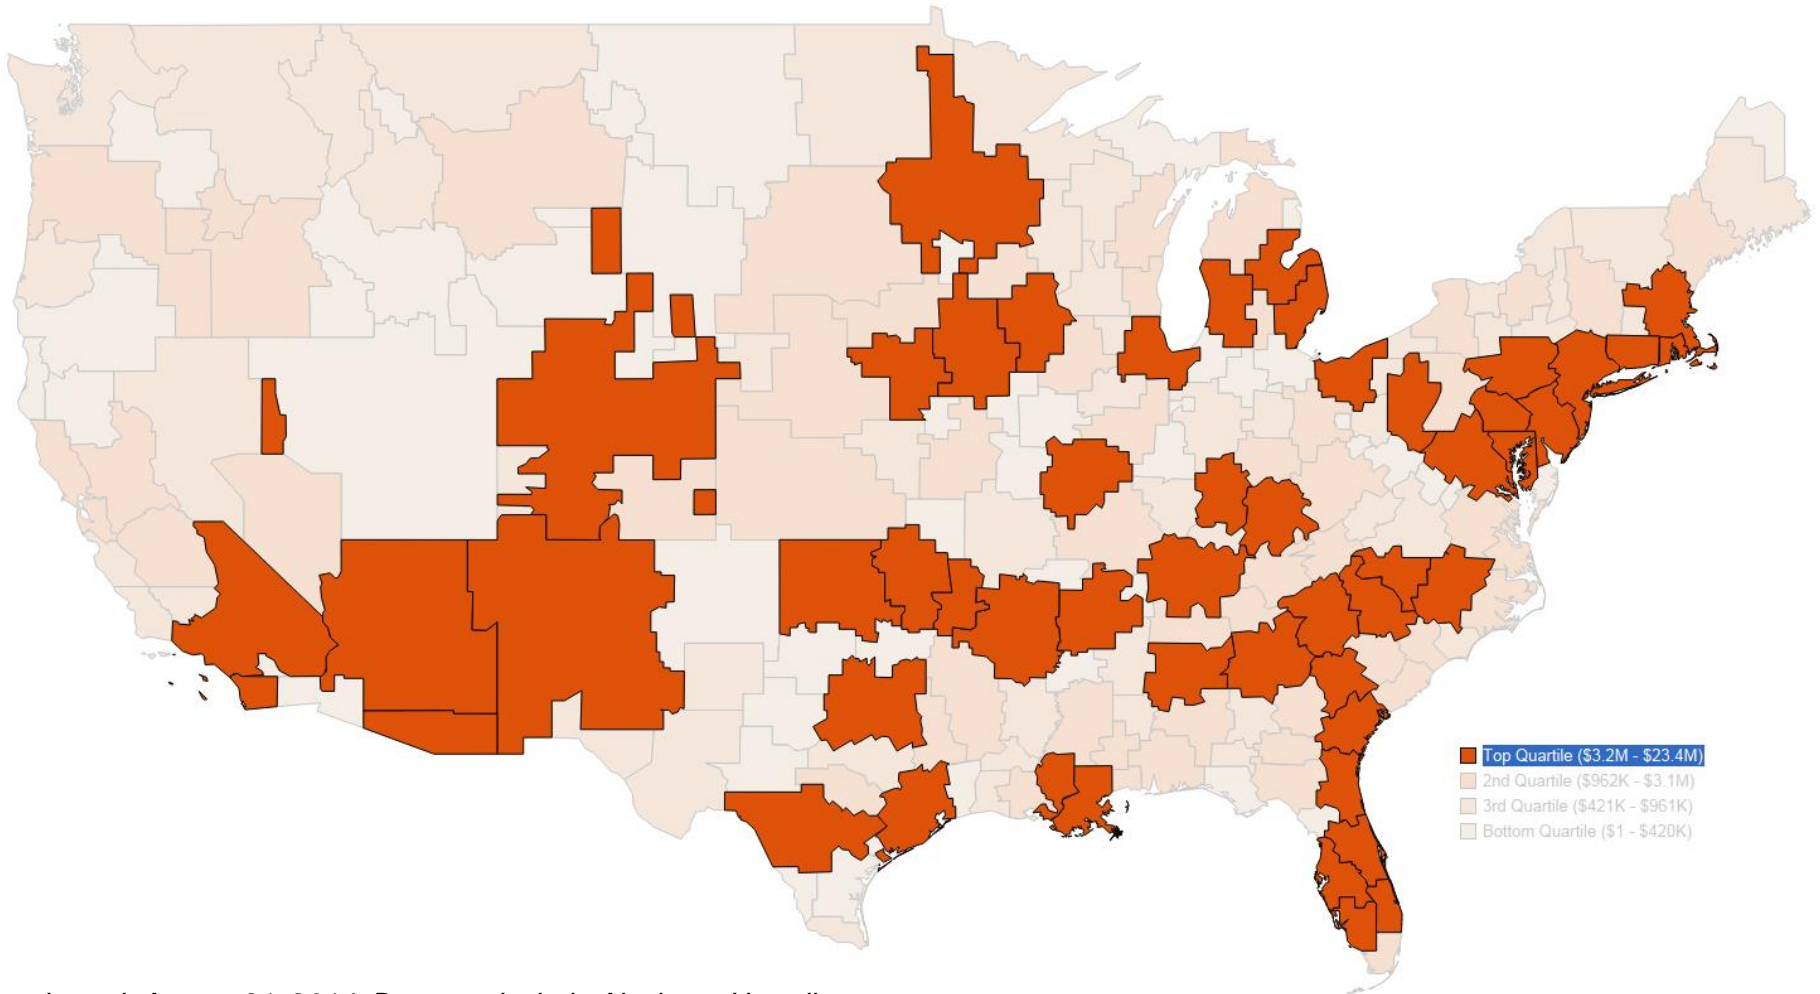 Top Quartile ($3.2M - $23.4M)
2nd Quartile ($962K - $3.1M)
3rd Quartile ($421K - $961K)
Bottom Quartile ($1 - $420K)